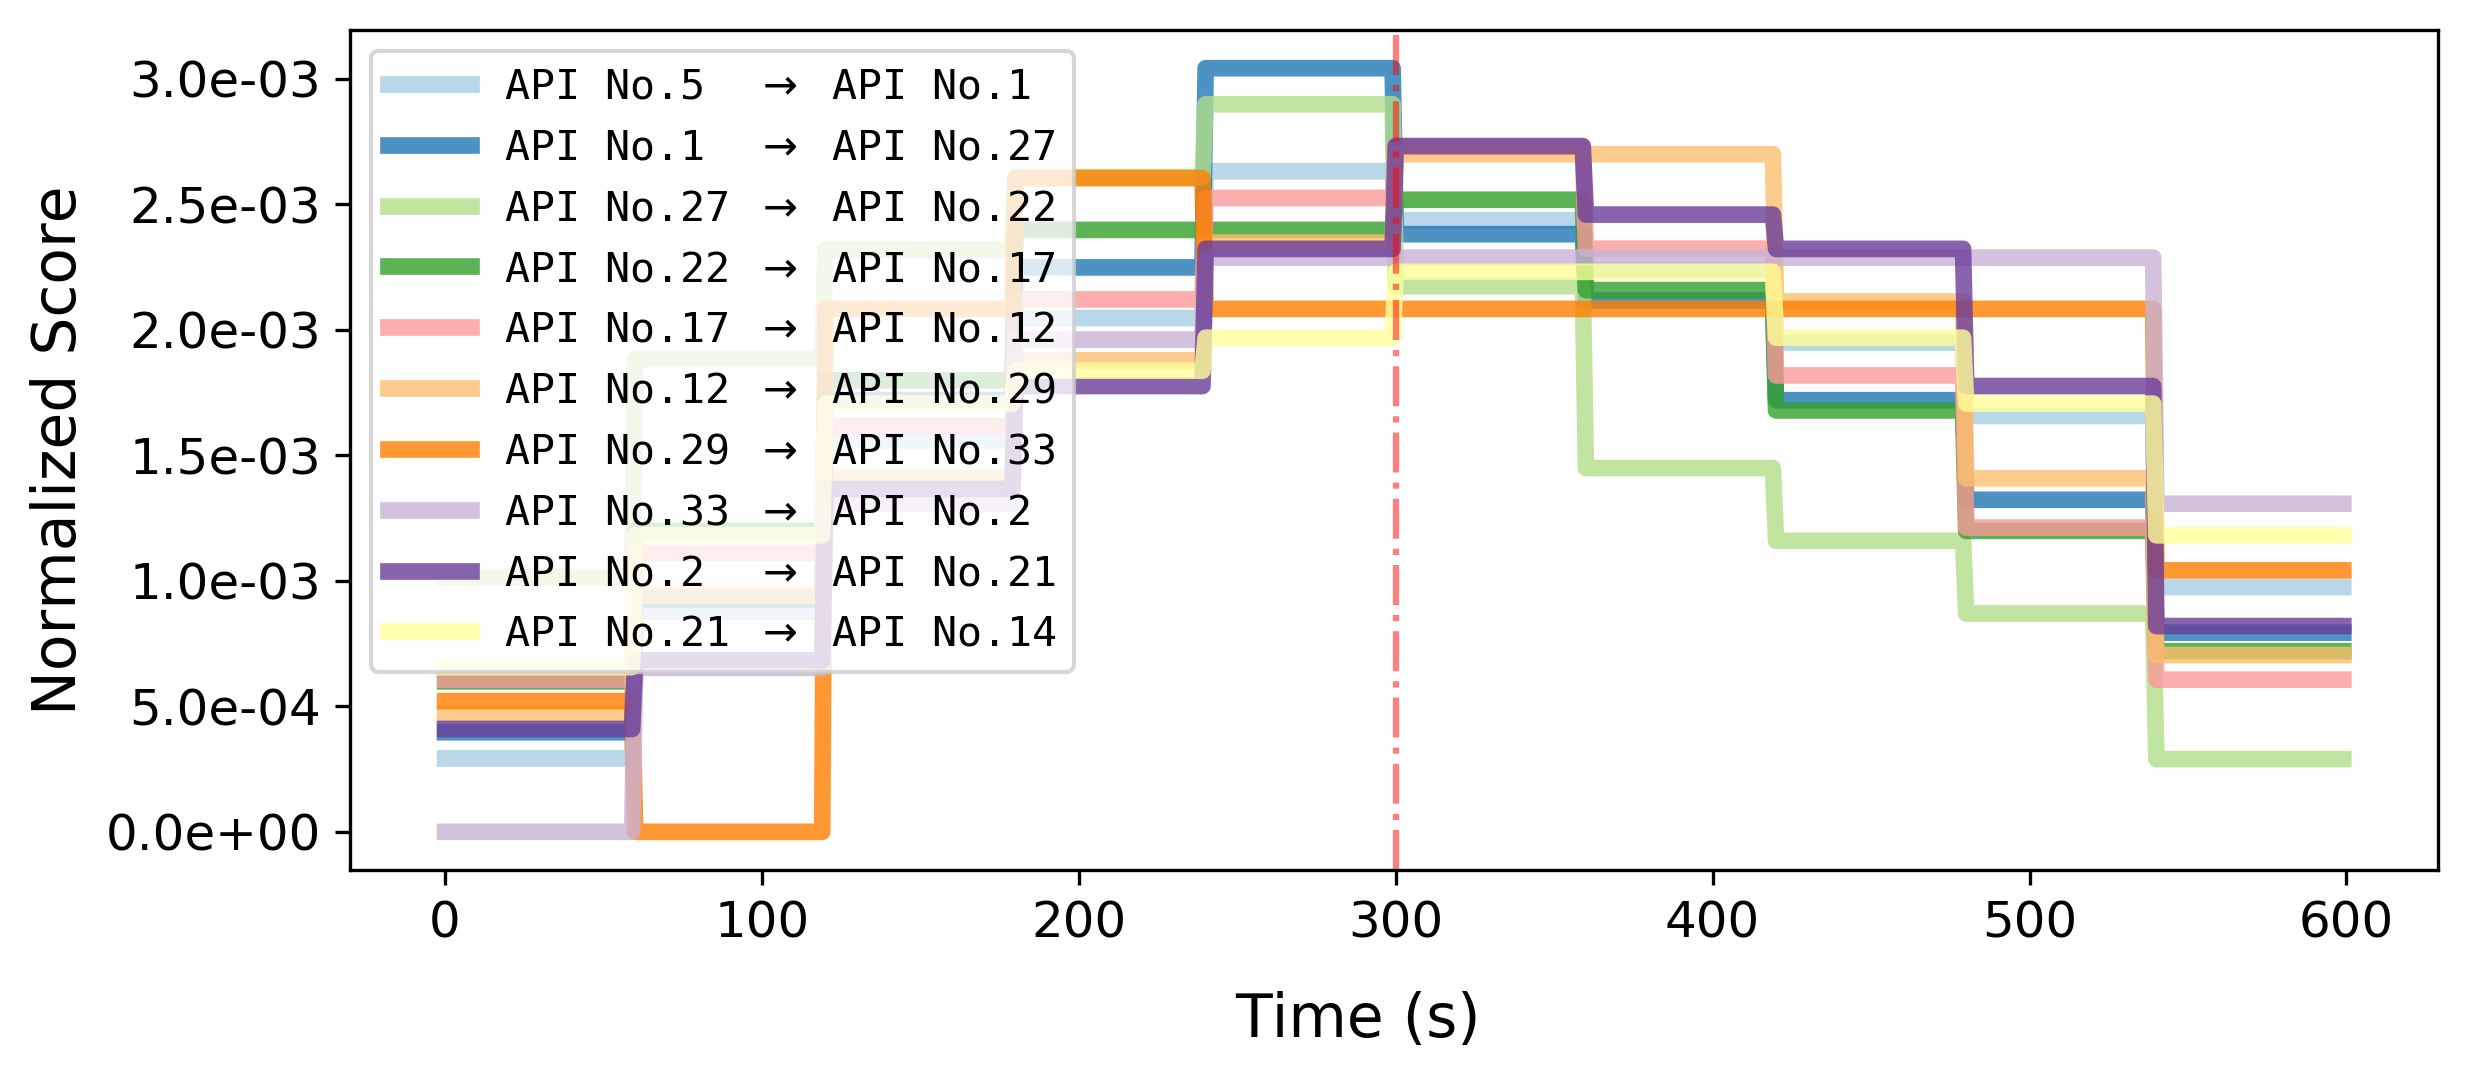 Normalized Score
3.0e-03
2.5e-03
2.0e-03
1.5e-03
1.0e-03
5.0e-04
0.0e+00
API No.5 → API No.1
API No.1 → API No.27
API No.27 → API No.22
API No.22 → API No.17
API No.17 → API No.12
API No.12 → API No.29
API No.29 → API No.33
API No.33 → API No.2
API No.2 → API No.21
API No.21 → API No.14
0 100 200 300 400 500 600
Time (s)